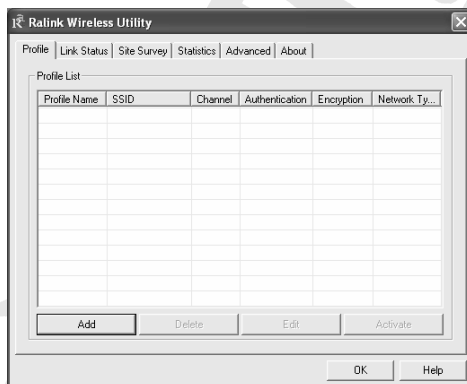 Ralink Wireless Utility
Profile Link Status Site Survey Statistics Advanced About
Profile List
Profile Name SSID Channel Authentication Encryption Network Ty...
Add Delete Edit Activate
OK Help